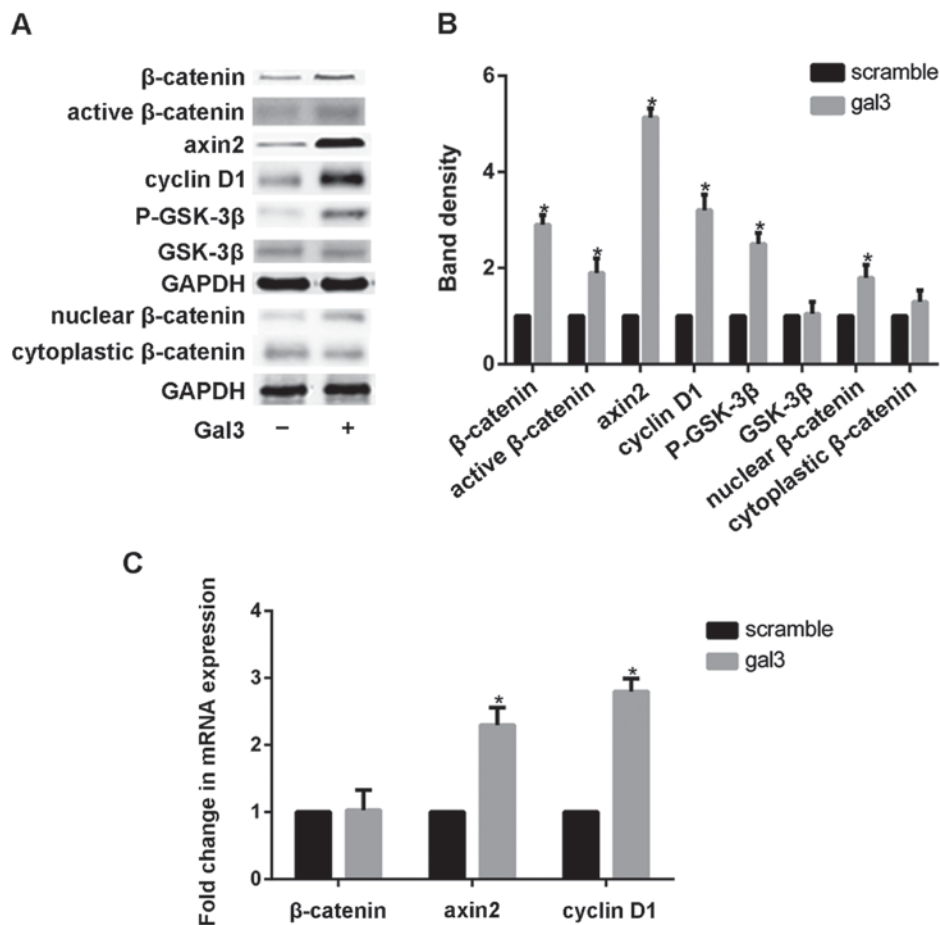 A
β-catenin
active β-catenin
axin2
cyclin D1
P-GSK-3β
GSK-3β
GAPDH
nuclear β-catenin
cytoplastic β-catenin
GAPDH
Gal3 − +
B
scramble
gal3
Band density
6
4
2
0
* * * * * *
β-catenin
active β-catenin
axin2
cyclin D1
P-GSK-3β
GSK-3β
nuclear β-catenin
cytoplastic β-catenin
C
scramble
gal3
Fold change in mRNA expression
4
3
2
1
0
* *
β-catenin axin2 cyclin D1